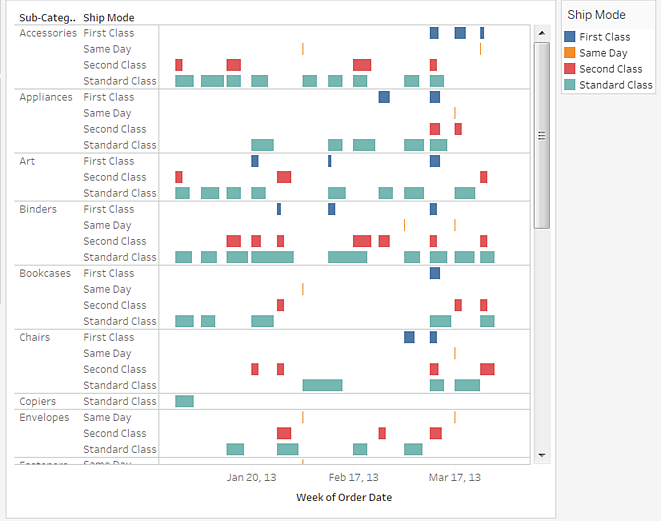 Sub-Categ.. Ship Mode
Accessories First Class
Same Day
Second Class
Standard Class
Appliances First Class
Same Day
Second Class
Standard Class
Art First Class
Second Class
Standard Class
Binders First Class
Same Day
Second Class
Standard Class
Bookcases First Class
Same Day
Second Class
Standard Class
Chairs First Class
Same Day
Second Class
Standard Class
Copiers Standard Class
Envelopes Same Day
Second Class
Standard Class
Fasteners Same Day
Jan 20, 13 Feb 17, 13 Mar 17, 13
Week of Order Date
Ship Mode
First Class
Same Day
Second Class
Standard Class